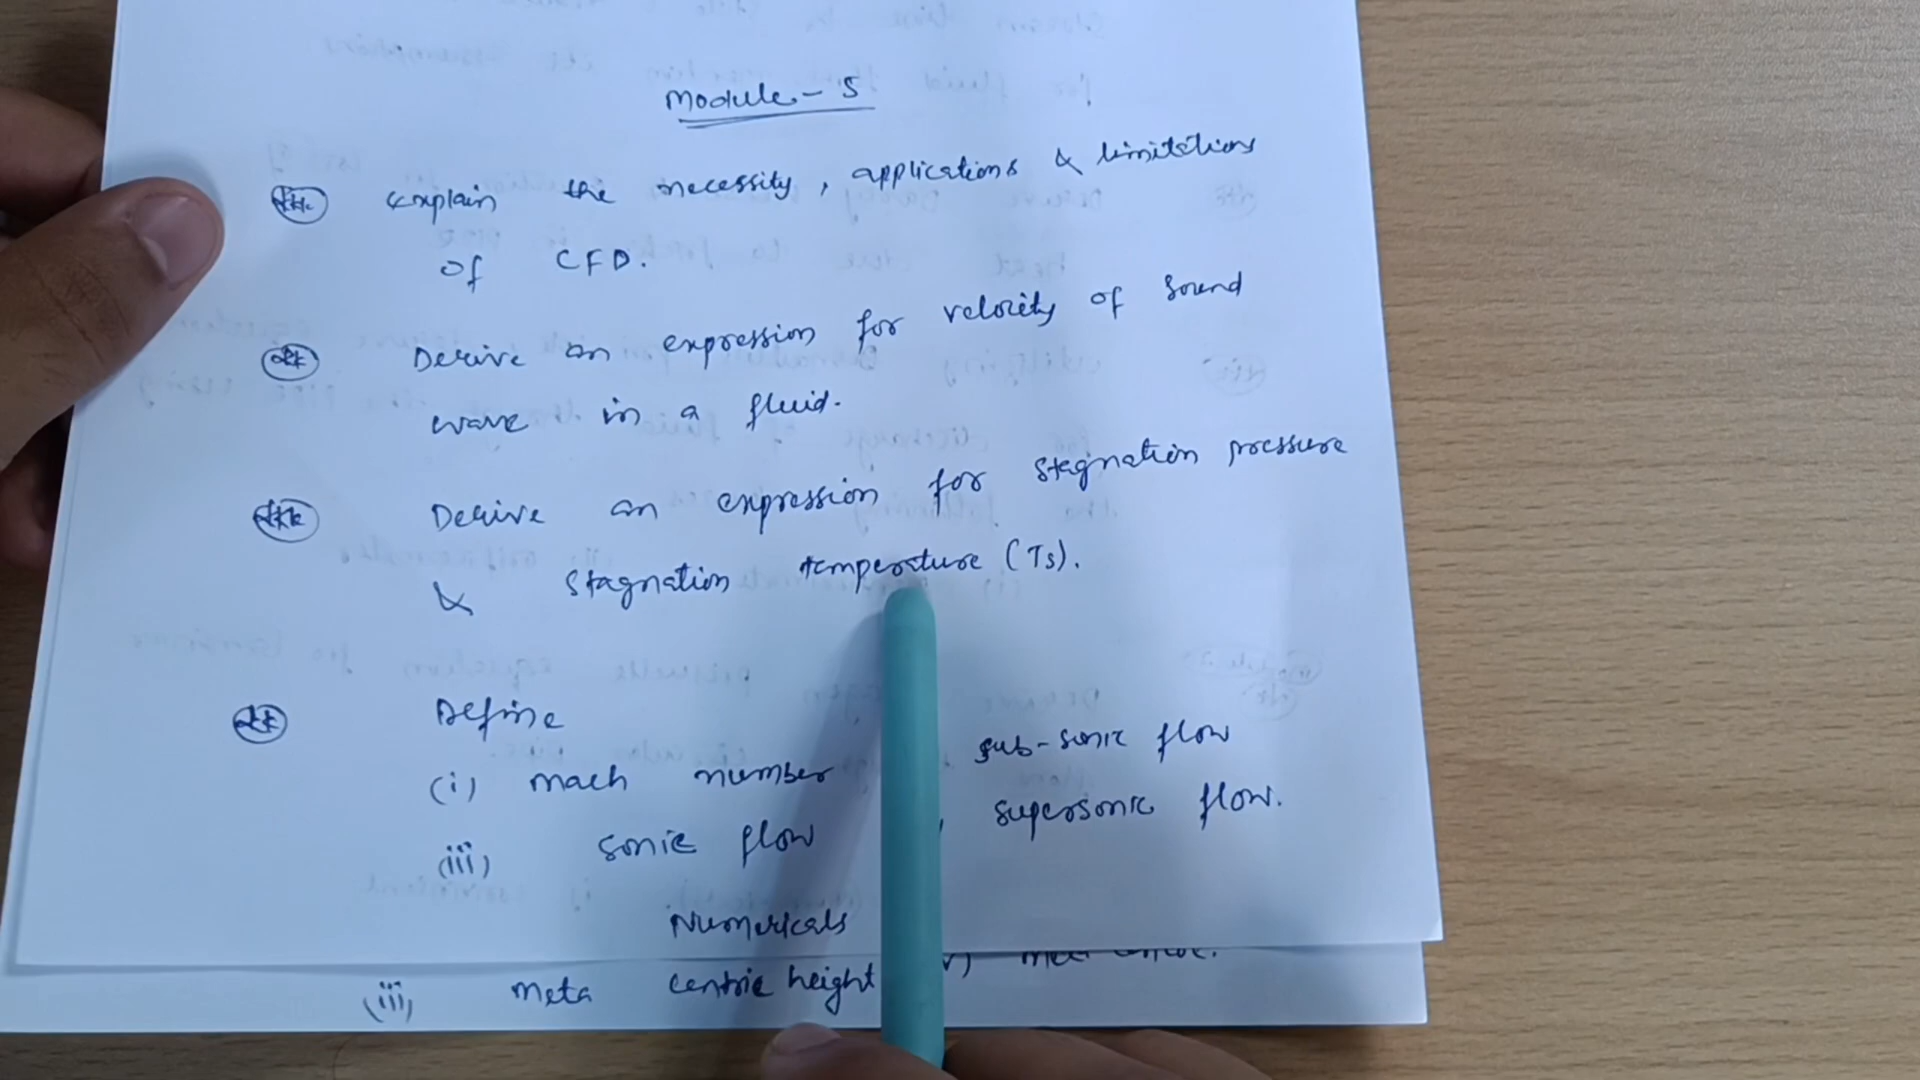 Module - 5
Explain the necessity, applications & limitations
of CFD.
Derive an expression for velocity of sound
wave in a fluid.
Derive an expression for stagnation pressure
& stagnation temperature (Ts).
Define
(i) mach number sub-sonic flow
(iii) sonic flow , supersonic flow.
Numericals
(iii) meta centric height